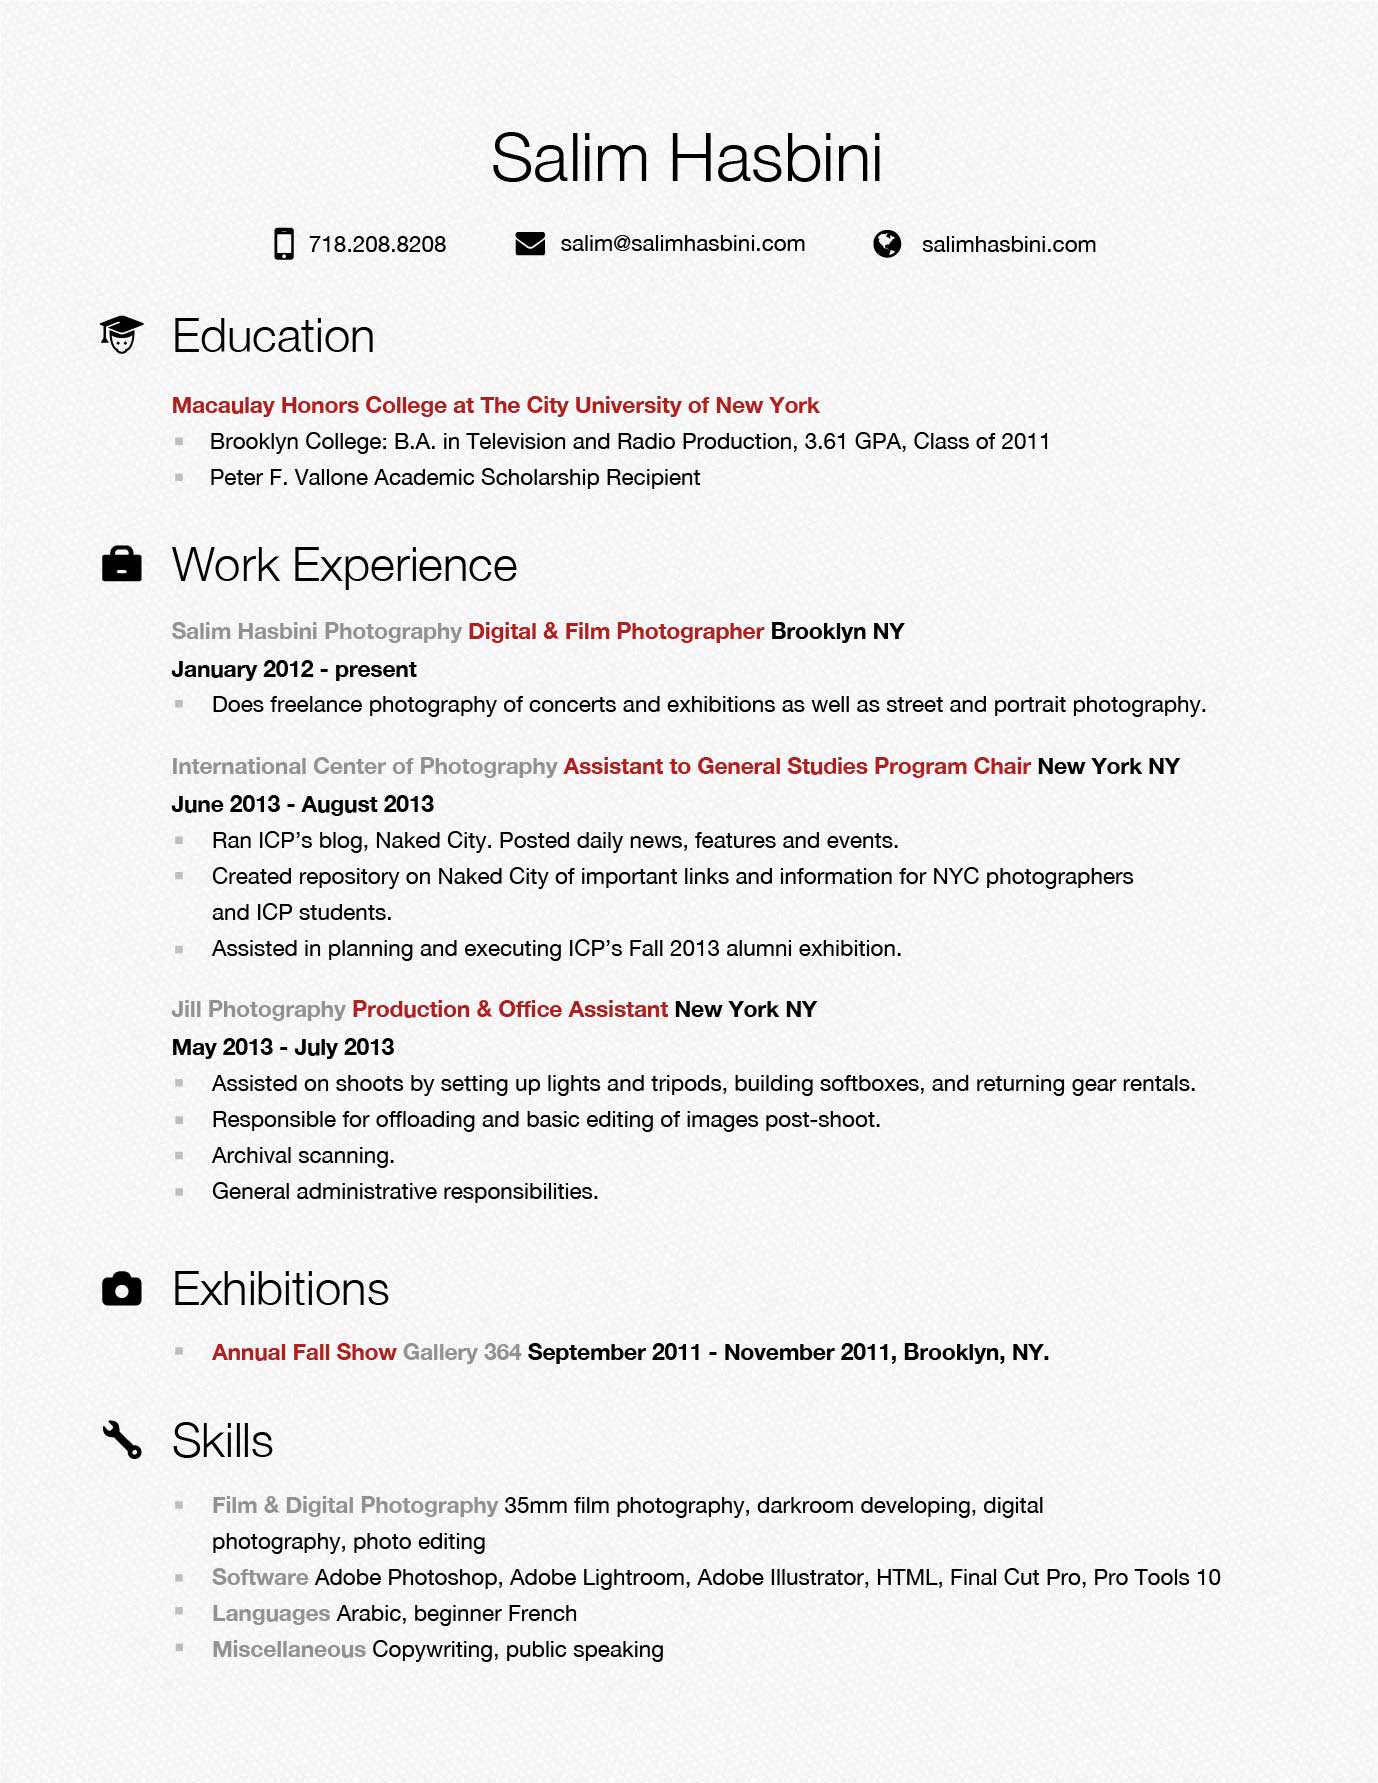 Salim Hasbini
718.208.8208 salim@salimhasbini.com salimhasbini.com
Education
Macaulay Honors College at The City University of New York
Brooklyn College: B.A. in Television and Radio Production, 3.61 GPA, Class of 2011
Peter F. Vallone Academic Scholarship Recipient
Work Experience
Salim Hasbini Photography Digital & Film Photographer Brooklyn NY
January 2012 - present
Does freelance photography of concerts and exhibitions as well as street and portrait photography.
International Center of Photography Assistant to General Studies Program Chair New York NY
June 2013 - August 2013
Ran ICP’s blog, Naked City. Posted daily news, features and events.
Created repository on Naked City of important links and information for NYC photographers
and ICP students.
Assisted in planning and executing ICP’s Fall 2013 alumni exhibition.
Jill Photography Production & Office Assistant New York NY
May 2013 - July 2013
Assisted on shoots by setting up lights and tripods, building softboxes, and returning gear rentals.
Responsible for offloading and basic editing of images post-shoot.
Archival scanning.
General administrative responsibilities.
Exhibitions
Annual Fall Show Gallery 364 September 2011 - November 2011, Brooklyn, NY.
Skills
Film & Digital Photography 35mm film photography, darkroom developing, digital
photography, photo editing
Software Adobe Photoshop, Adobe Lightroom, Adobe Illustrator, HTML, Final Cut Pro, Pro Tools 10
Languages Arabic, beginner French
Miscellaneous Copywriting, public speaking